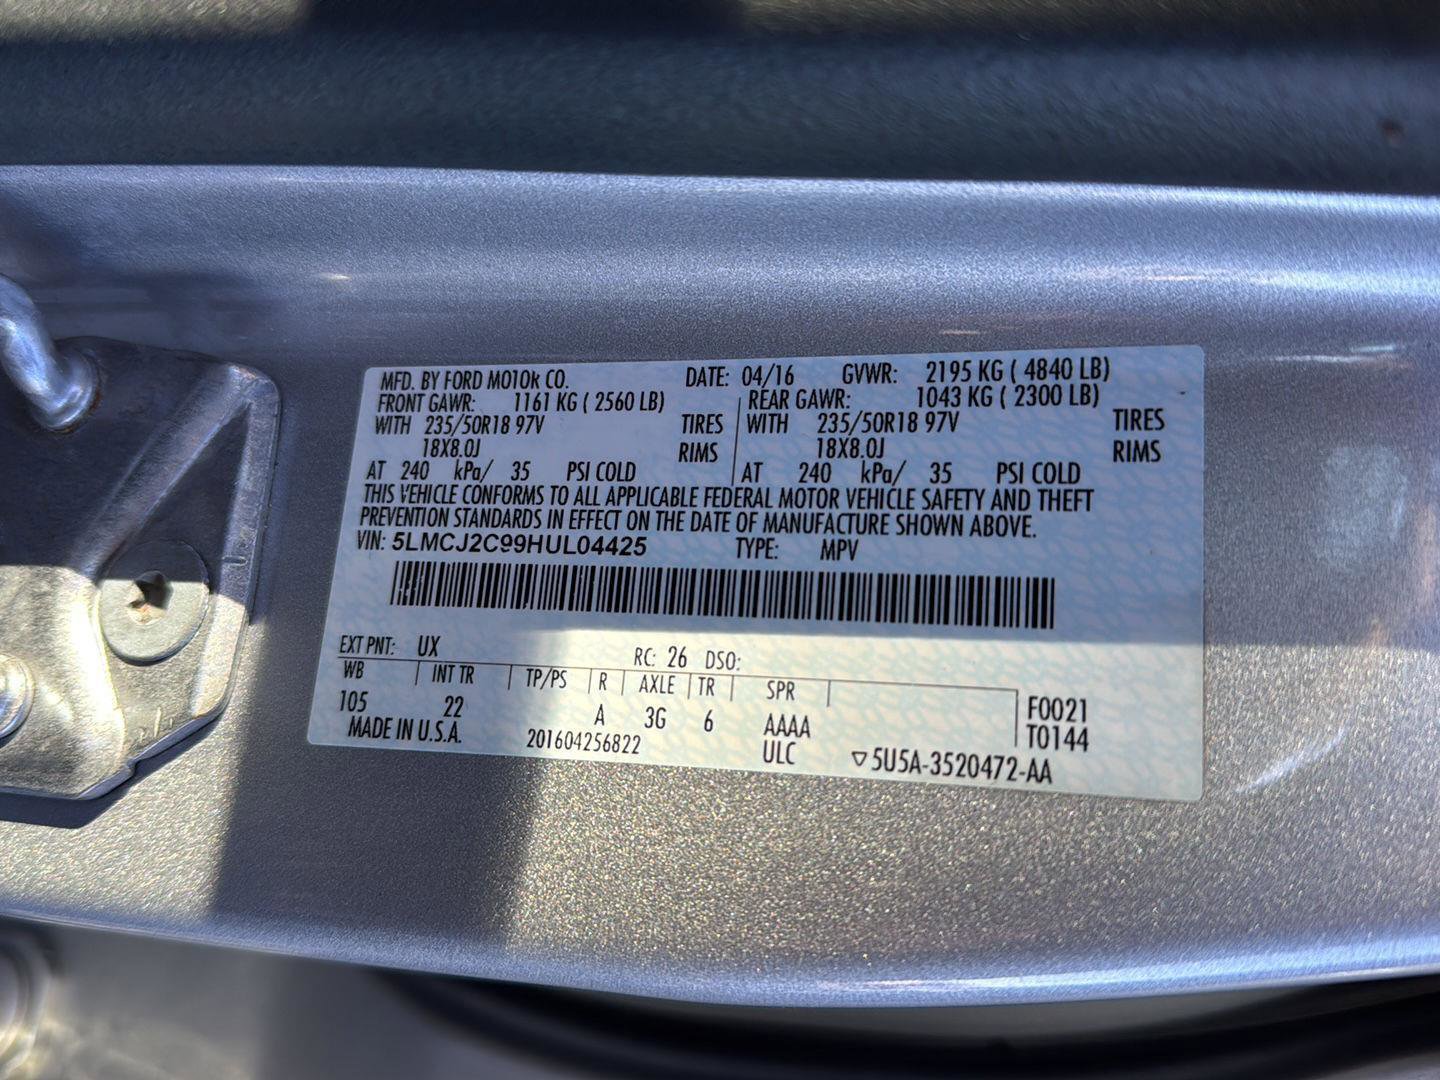 MFD. BY FORD MOTOR CO. DATE: 04/16 GVWR: 2195 KG ( 4840 LB)
FRONT GAWR: 1161 KG ( 2560 LB) REAR GAWR: 1043 KG ( 2300 LB)
WITH 235/50R18 97V TIRES WITH 235/50R18 97V TIRES
18X8.0J RIMS 18X8.0J RIMS
AT 240 kPa/ 35 PSI COLD AT 240 kPa/ 35 PSI COLD
THIS VEHICLE CONFORMS TO ALL APPLICABLE FEDERAL MOTOR VEHICLE SAFETY AND THEFT
PREVENTION STANDARDS IN EFFECT ON THE DATE OF MANUFACTURE SHOWN ABOVE.
VIN: 5LMCJ2C99HUL04425 TYPE: MPV
EXT PNT: UX RC: 26 DSO:
WB INT TR TP/PS R AXLE TR SPR
105 22 A 3G 6 AAAA F0021
MADE IN U.S.A. 201604256822 ULC T0144
▽5U5A-3520472-AA